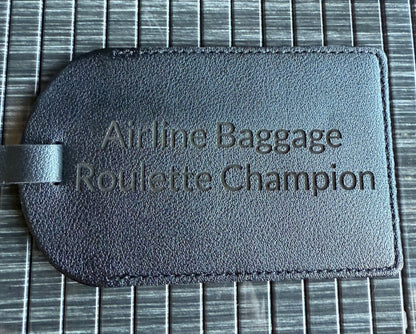 Airline Baggage
Roulette Champion